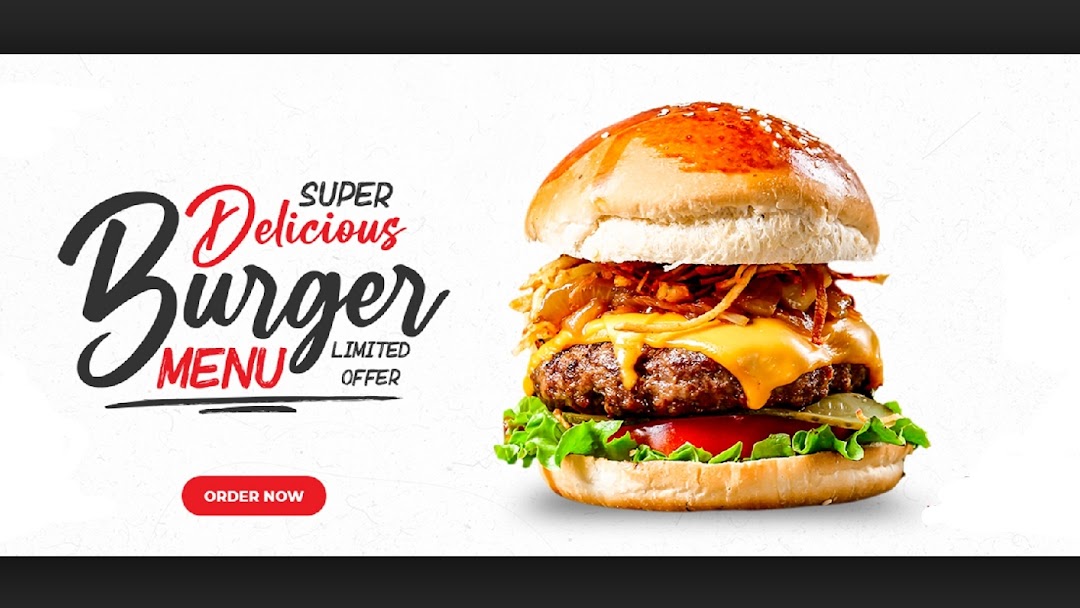 SUPER
Delicious
Burger
MENU
LIMITED
OFFER
ORDER NOW